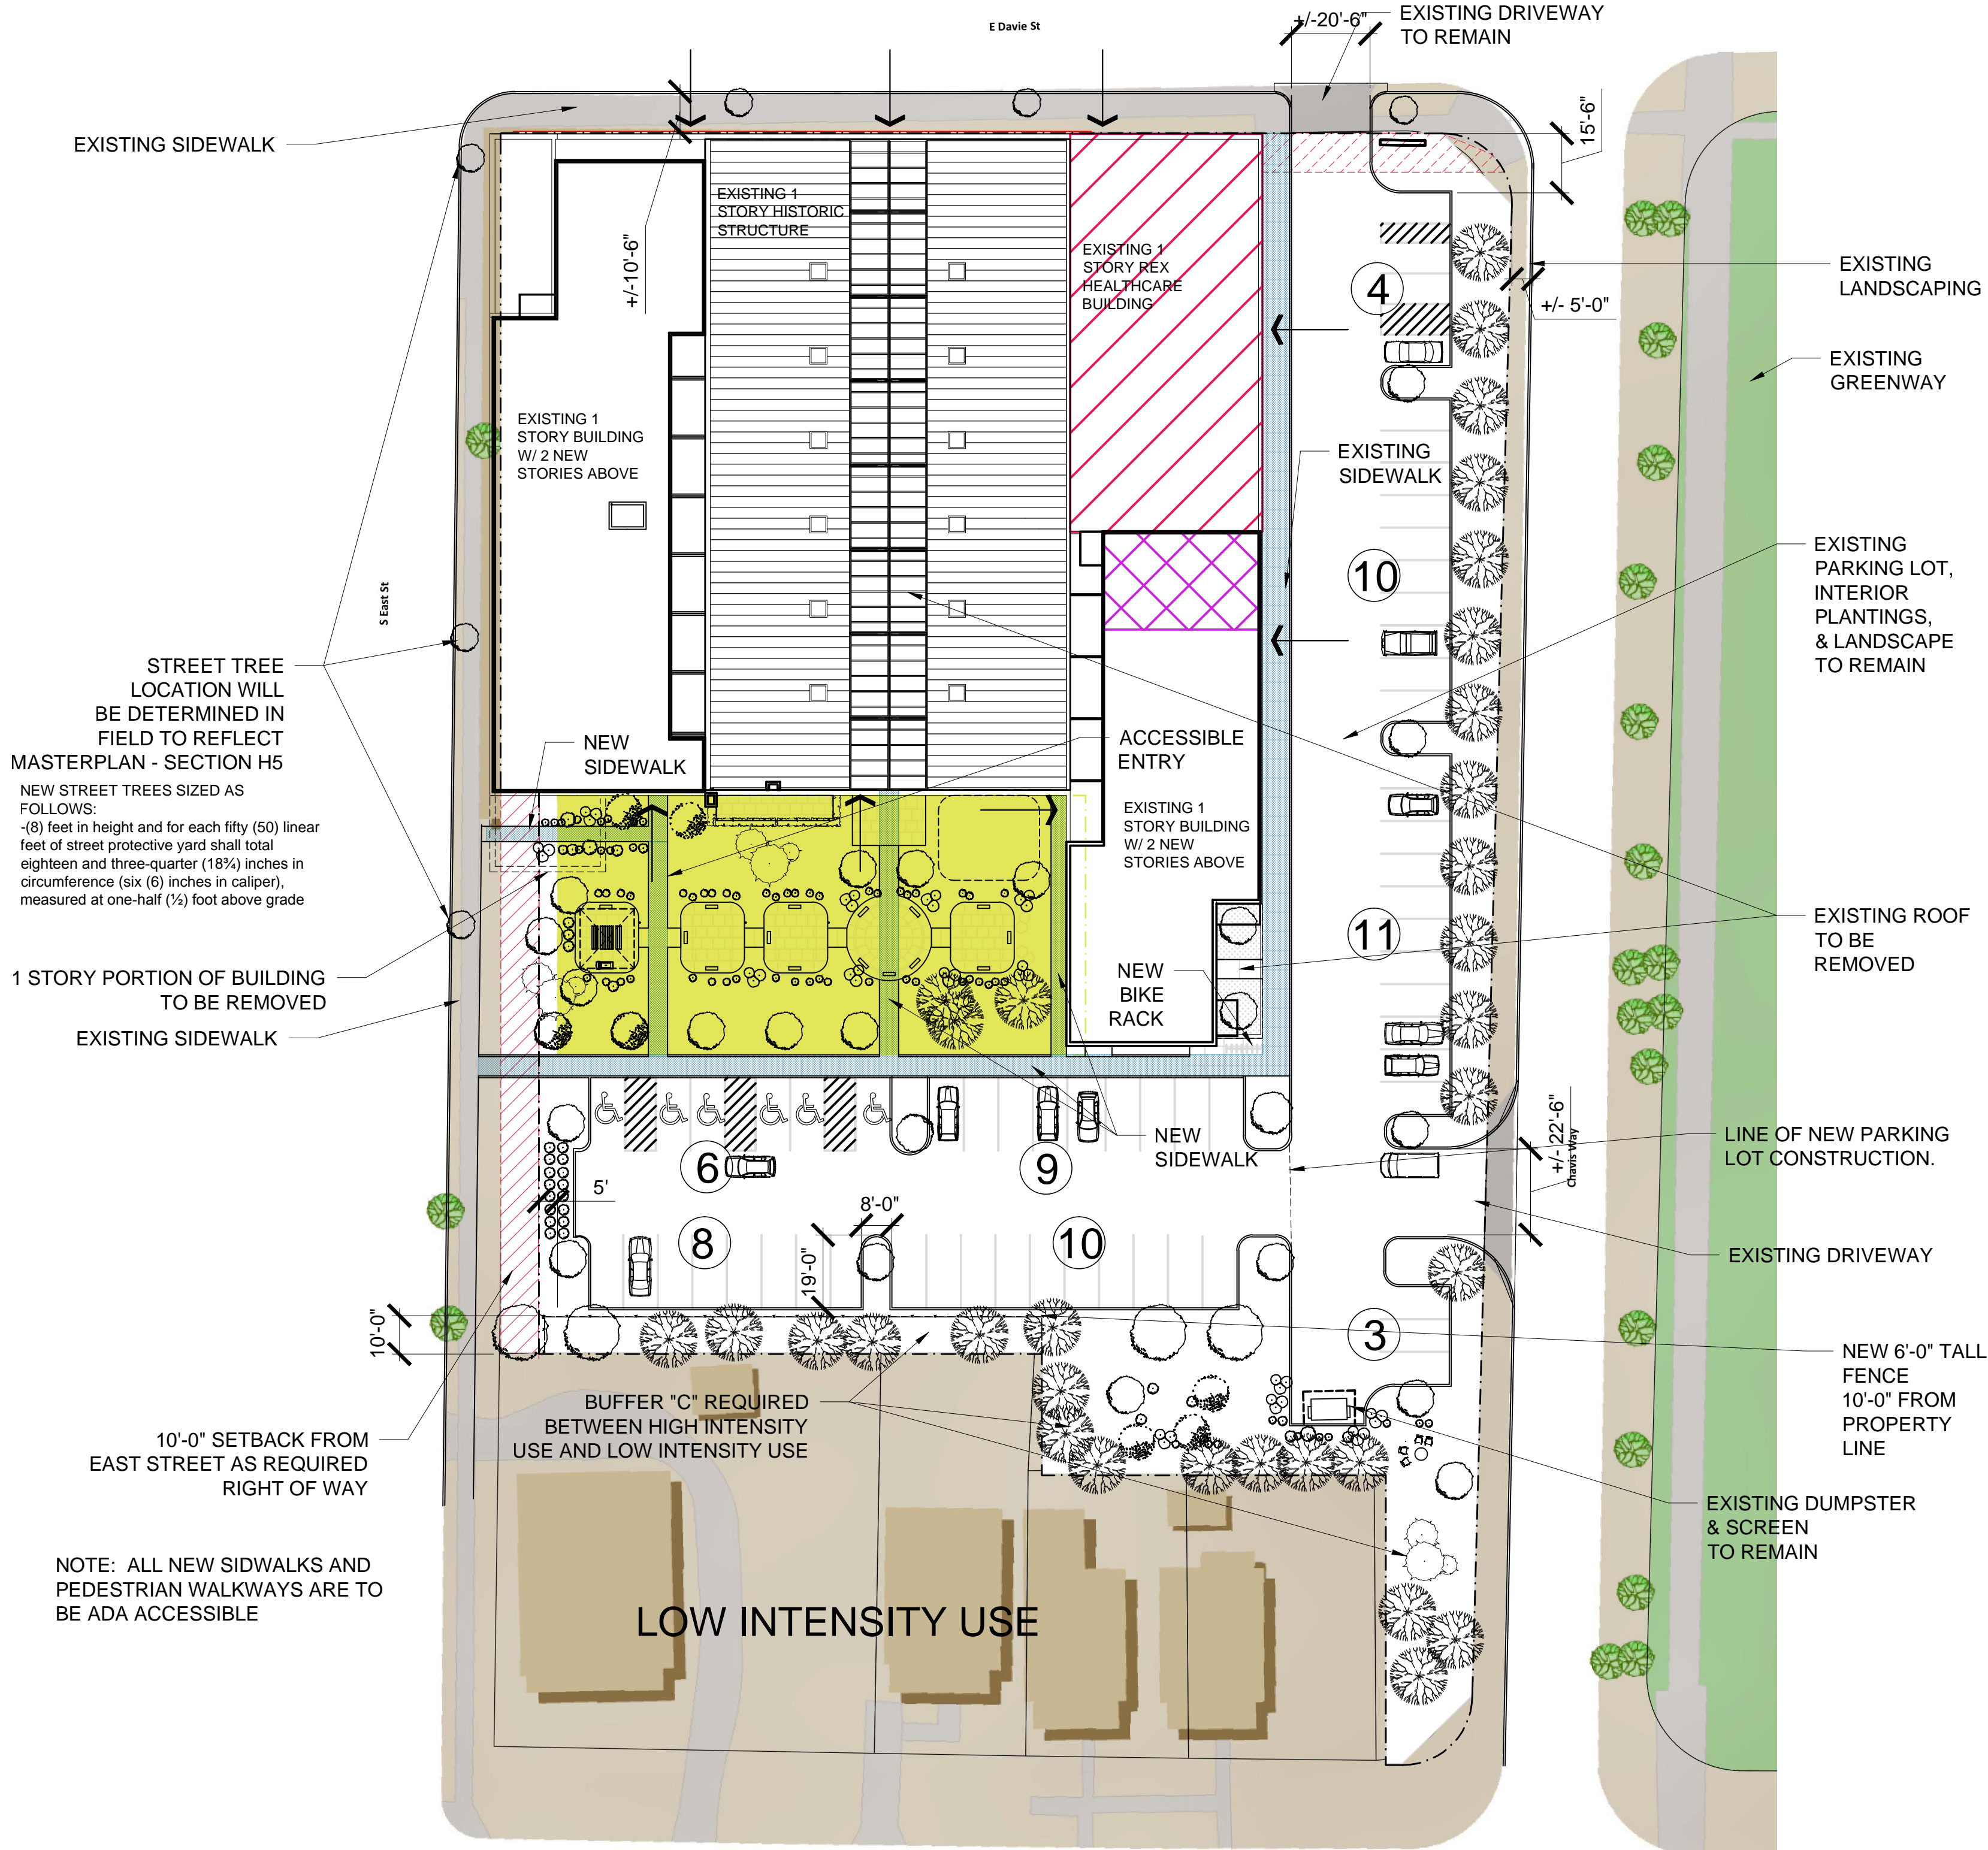 E Davie St
+/-20'-6"
EXISTING DRIVEWAY
TO REMAIN
15'-6"
EXISTING SIDEWALK
EXISTING 1
STORY HISTORIC
STRUCTURE
+/-10'-6"
EXISTING 1
STORY REX
HEALTHCARE
BUILDING
4
EXISTING
LANDSCAPING
+/- 5'-0"
EXISTING
GREENWAY
EXISTING 1
STORY BUILDING
W/ 2 NEW
STORIES ABOVE
EXISTING
SIDEWALK
S East St
10
EXISTING
PARKING LOT,
INTERIOR
PLANTINGS,
& LANDSCAPE
TO REMAIN
STREET TREE
LOCATION WILL
BE DETERMINED IN
FIELD TO REFLECT
MASTERPLAN - SECTION H5
NEW STREET TREES SIZED AS
FOLLOWS:
-(8) feet in height and for each fifty (50) linear
feet of street protective yard shall total
eighteen and three-quarter (18¾) inches in
circumference (six (6) inches in caliper),
measured at one-half (½) foot above grade
NEW
SIDEWALK
ACCESSIBLE
ENTRY
EXISTING 1
STORY BUILDING
W/ 2 NEW
STORIES ABOVE
11
EXISTING ROOF
TO BE
REMOVED
1 STORY PORTION OF BUILDING
TO BE REMOVED
NEW
BIKE
RACK
EXISTING SIDEWALK
NEW
SIDEWALK
+/- 22'-6"
Chavis Way
LINE OF NEW PARKING
LOT CONSTRUCTION.
6
9
5'
8'-0"
8
10
19'-0"
EXISTING DRIVEWAY
10'-0"
3
NEW 6'-0" TALL
FENCE
10'-0" FROM
PROPERTY
LINE
BUFFER "C" REQUIRED
BETWEEN HIGH INTENSITY
USE AND LOW INTENSITY USE
10'-0" SETBACK FROM
EAST STREET AS REQUIRED
RIGHT OF WAY
EXISTING DUMPSTER
& SCREEN
TO REMAIN
NOTE: ALL NEW SIDWALKS AND
PEDESTRIAN WALKWAYS ARE TO
BE ADA ACCESSIBLE
LOW INTENSITY USE